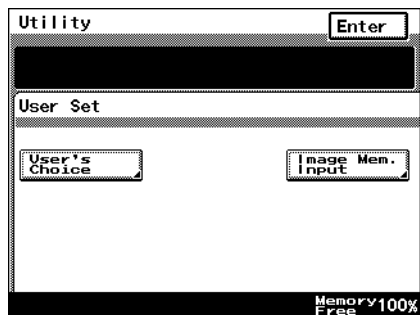 Utility
Enter
User Set
User's
Choice
Image Mem.
Input
Memory
Free 100%